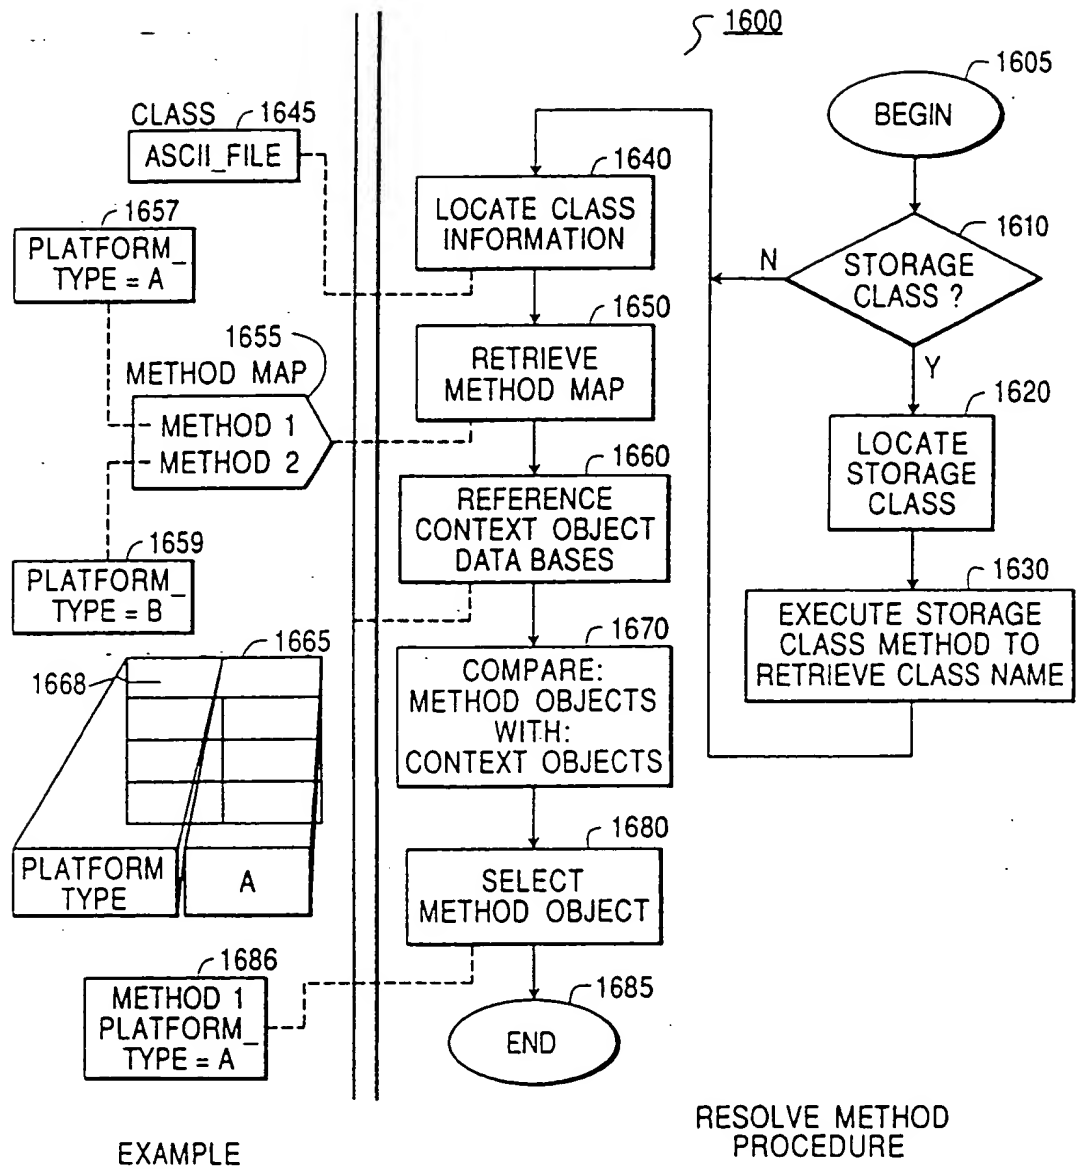 1600
1605
BEGIN
CLASS
1645
ASCII_FILE
1640
LOCATE CLASS
INFORMATION
1610
STORAGE
CLASS ?
N
Y
1657
PLATFORM_
TYPE = A
1650
RETRIEVE
METHOD MAP
1655
METHOD MAP
METHOD 1
METHOD 2
1620
LOCATE
STORAGE
CLASS
1660
REFERENCE
CONTEXT OBJECT
DATA BASES
1659
PLATFORM_
TYPE = B
1630
EXECUTE STORAGE
CLASS METHOD TO
RETRIEVE CLASS NAME
1665
1668
1670
COMPARE:
METHOD OBJECTS
WITH:
CONTEXT OBJECTS
PLATFORM
TYPE
A
1680
SELECT
METHOD OBJECT
1686
METHOD 1
PLATFORM_
TYPE = A
1685
END
EXAMPLE
RESOLVE METHOD
PROCEDURE